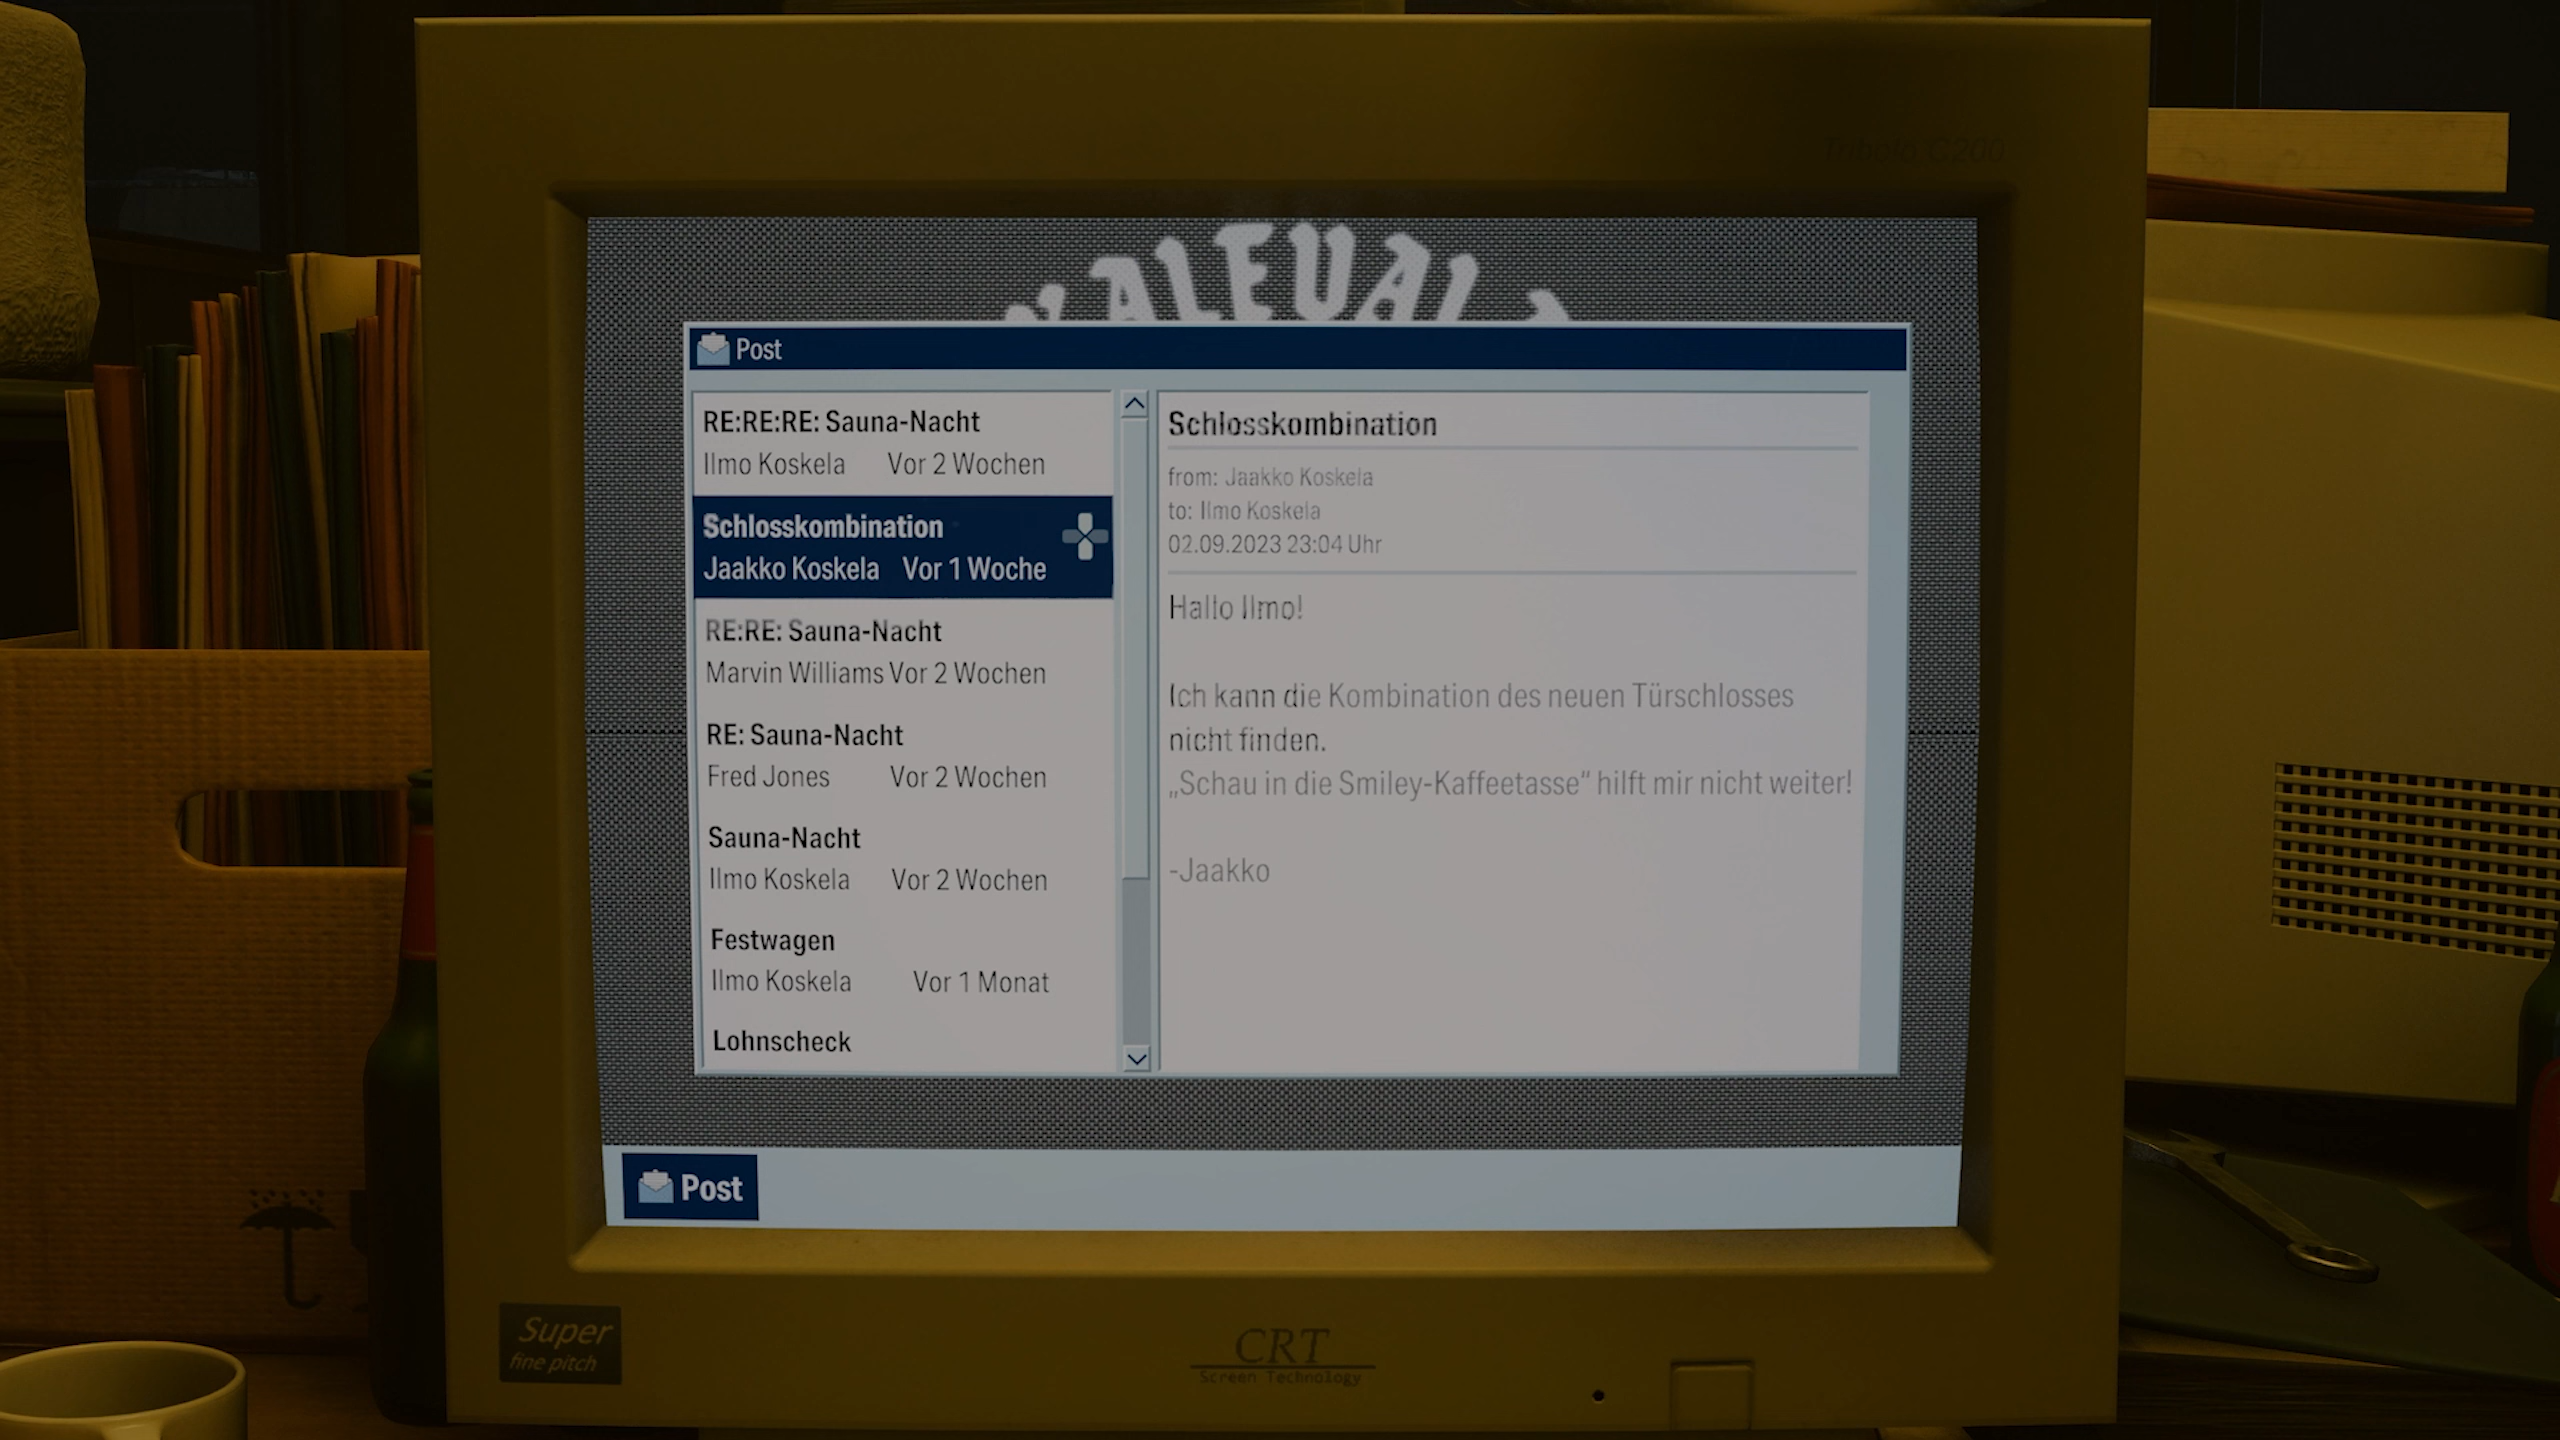 Tribolo C200
KALEVALA
Post
RE:RE:RE: Sauna-Nacht
Ilmo Koskela Vor 2 Wochen
Schlosskombination
Jaakko Koskela Vor 1 Woche
RE:RE: Sauna-Nacht
Marvin Williams Vor 2 Wochen
RE: Sauna-Nacht
Fred Jones Vor 2 Wochen
Sauna-Nacht
Ilmo Koskela Vor 2 Wochen
Festwagen
Ilmo Koskela Vor 1 Monat
Lohnscheck
Schlosskombination
from: Jaakko Koskela
to: Ilmo Koskela
02.09.2023 23:04 Uhr
Hallo Ilmo!
Ich kann die Kombination des neuen Türschlosses
nicht finden.
„Schau in die Smiley-Kaffeetasse“ hilft mir nicht weiter!
-Jaakko
Post
Super
fine pitch
CRT
Screen Technology